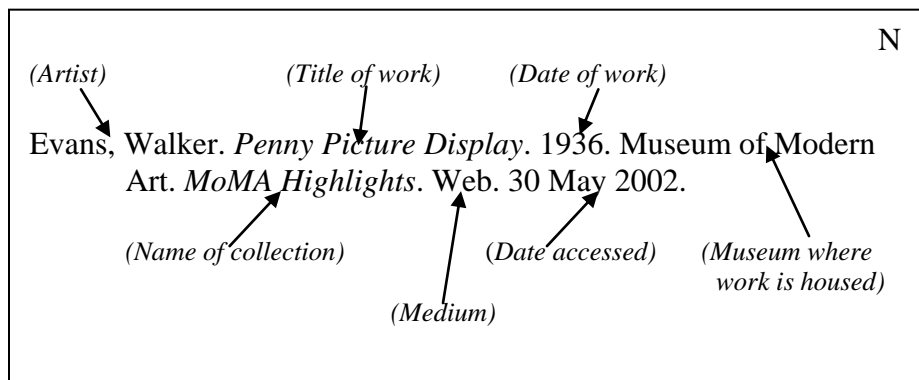 N
(Artist) (Title of work) (Date of work)
Evans, Walker. Penny Picture Display. 1936. Museum of Modern
Art. MoMA Highlights. Web. 30 May 2002.
(Name of collection) (Date accessed) (Museum where
work is housed)
(Medium)